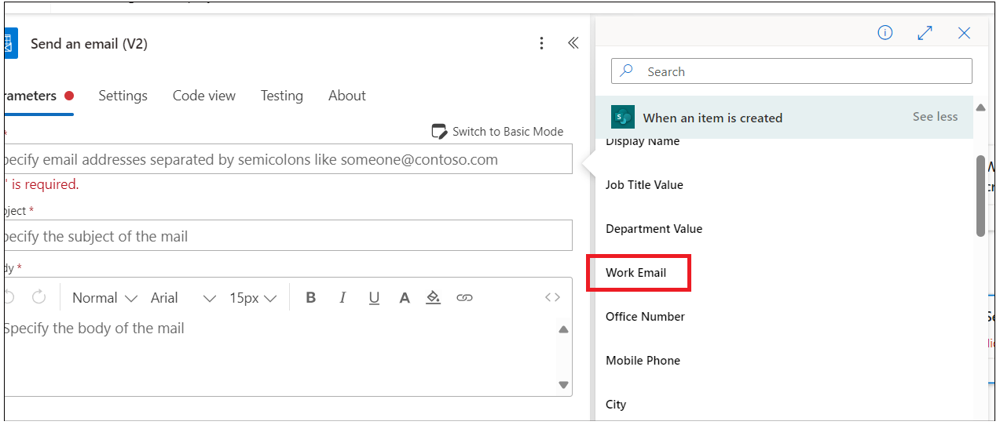 Send an email (V2)
rameters
Settings
Code view
Testing
About
Switch to Basic Mode
*
pecify email addresses separated by semicolons like someone@contoso.com
' is required.
bject *
pecify the subject of the mail
dy *
Normal
Arial
15px
B
I
U
A
Specify the body of the mail
Search
S
When an item is created
See less
Display Name
Job Title Value
Department Value
Work Email
Office Number
Mobile Phone
City